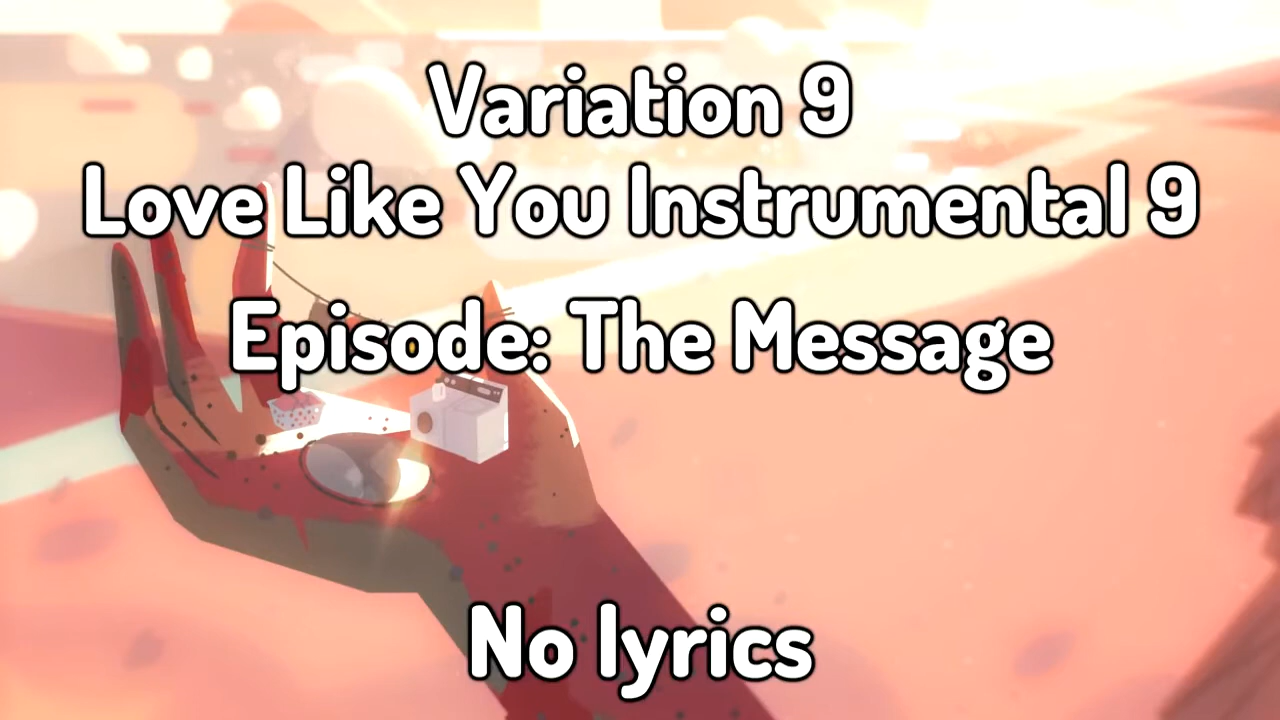 Variation 9
Love Like You Instrumental 9
Episode: The Message
No lyrics